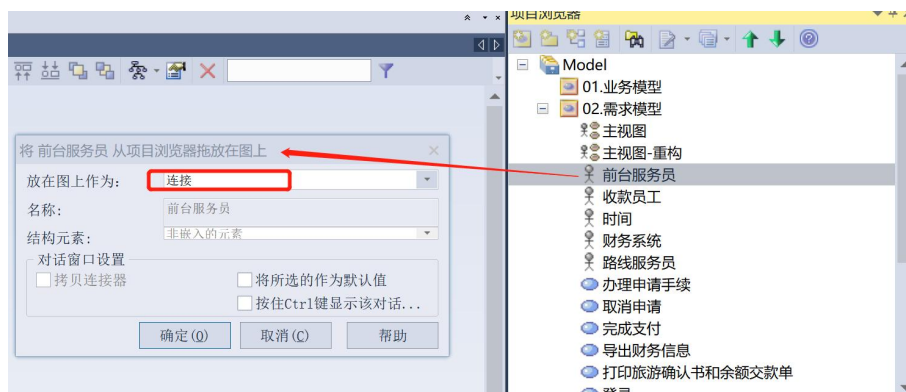 项目浏览器
Model
01.业务模型
02.需求模型
主视图
主视图-重构
前台服务员
收款员工
时间
财务系统
路线服务员
办理申请手续
取消申请
完成支付
导出财务信息
打印旅游确认书和余额交款单
登录
将 前台服务员 从项目浏览器拖放在图上
放在图上作为:
连接
名称:
前台服务员
结构元素:
非嵌入的元素
对话窗口设置
拷贝连接器
将所选的作为默认值
按住Ctrl键显示该对话...
确定(O)
取消(C)
帮助